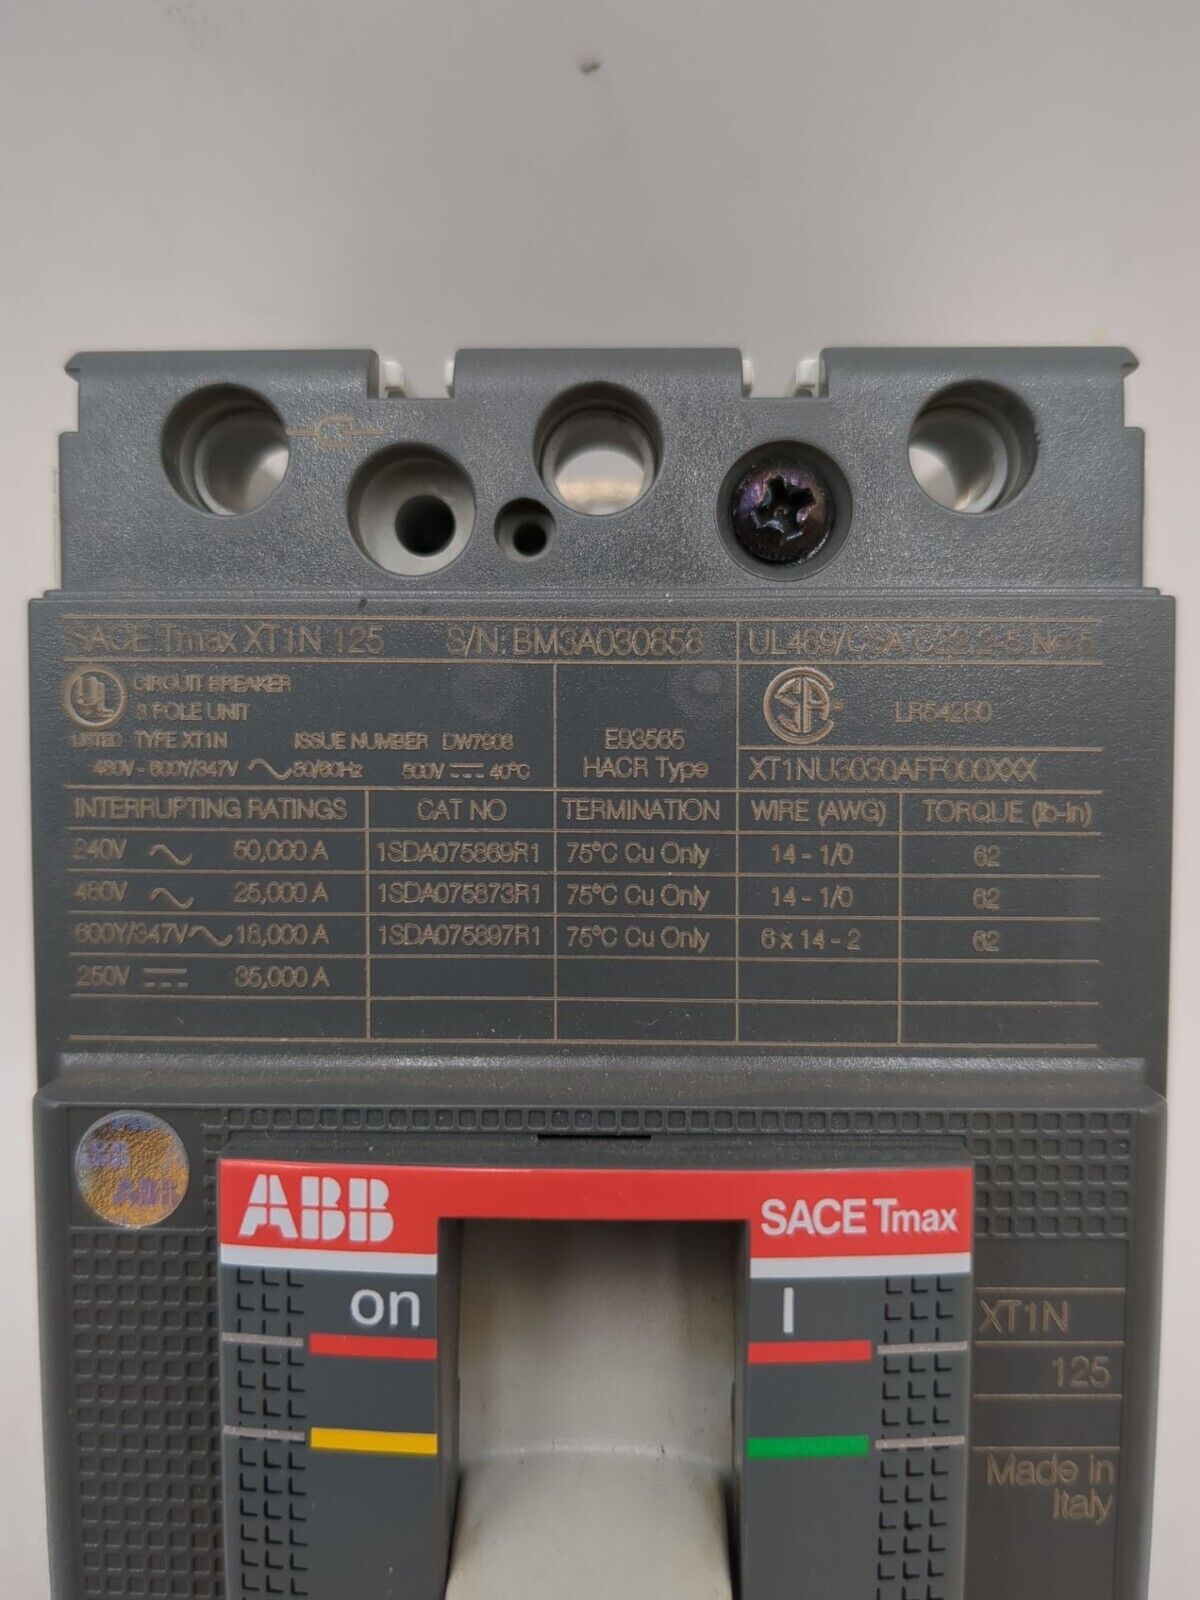 SACE Tmax XT1N 125 S/N: BM3A030858 UL489/CSA C22.2-5 No.5
UL LISTED
CIRCUIT BREAKER
3 POLE UNIT
TYPE XT1N ISSUE NUMBER DW7908
480V - 600Y/347V 50/60Hz 500V 40°C
E93565
HACR Type
LR54280
XT1NU3030AFF000XXX
INTERRUPTING RATINGS CAT NO TERMINATION WIRE (AWG) TORQUE (lb-in)
240V 50,000 A 1SDA075869R1 75°C Cu Only 14 - 1/0 62
480V 25,000 A 1SDA075873R1 75°C Cu Only 14 - 1/0 62
600Y/347V 18,000 A 1SDA075897R1 75°C Cu Only 6 x 14 - 2 62
250V 35,000 A
ABB
ABB SACE Tmax
on I
XT1N
125
Made in
Italy